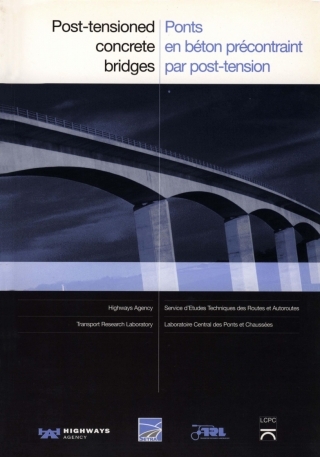 Post-tensioned
concrete
bridges
Ponts
en béton précontraint
par post-tension
Highways Agency
Service d'Etudes Techniques des Routes et Autoroutes
Transport Research Laboratory
Laboratoire Central des Ponts et Chaussées
HIGHWAYS
AGENCY
TRL
LCPC